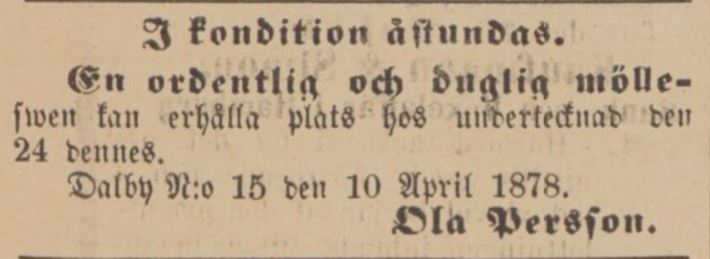 I kondition åstundas.
En ordentlig och duglig mölle-
swen kan erhålla plats hos undertecknad den
24 dennes.
Dalby N:o 15 den 10 April 1878.
Ola Persson.